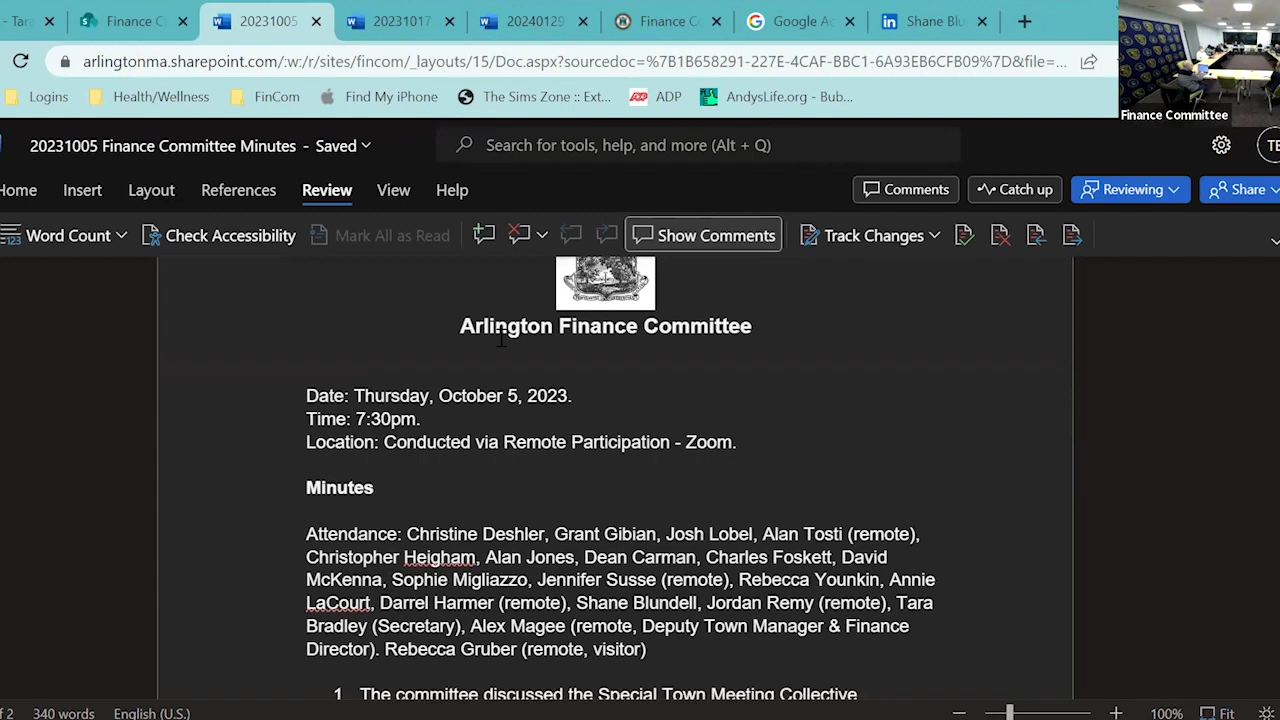 - Tara
Finance C
20231005
20231017
20240129
Finance Co
Google Ac
Shane Blu
arlingtonma.sharepoint.com/:w:/r/sites/fincom/_layouts/15/Doc.aspx?sourcedoc=%7B1B658291-227E-4CAF-BBC1-6A93EB6CFB09%7D&file=...
Logins
Health/Wellness
FinCom
Find My iPhone
The Sims Zone :: Ext...
ADP
AndysLife.org - Bub...
Finance Committee
20231005 Finance Committee Minutes - Saved
Search for tools, help, and more (Alt + Q)
TB
Home
Insert
Layout
References
Review
View
Help
Comments
Catch up
Reviewing
Share
Word Count
Check Accessibility
Mark All as Read
Show Comments
Track Changes
Arlington Finance Committee
Date: Thursday, October 5, 2023.
Time: 7:30pm.
Location: Conducted via Remote Participation - Zoom.
Minutes
Attendance: Christine Deshler, Grant Gibian, Josh Lobel, Alan Tosti (remote),
Christopher Heigham, Alan Jones, Dean Carman, Charles Foskett, David
McKenna, Sophie Migliazzo, Jennifer Susse (remote), Rebecca Younkin, Annie
LaCourt, Darrel Harmer (remote), Shane Blundell, Jordan Remy (remote), Tara
Bradley (Secretary), Alex Magee (remote, Deputy Town Manager & Finance
Director). Rebecca Gruber (remote, visitor)
1. The committee discussed the Special Town Meeting Collective
of 2
340 words
English (U.S.)
100%
Fit